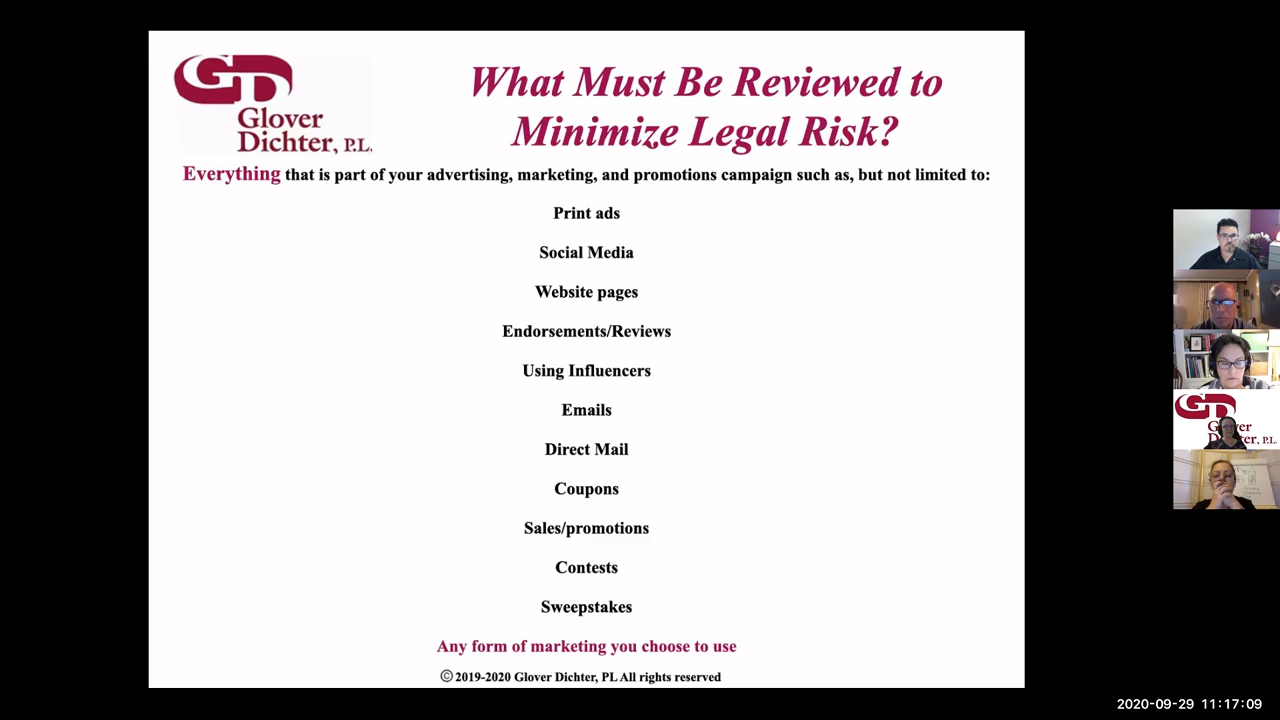 GD
Glover
Dichter, P.L.
What Must Be Reviewed to
Minimize Legal Risk?
Everything that is part of your advertising, marketing, and promotions campaign such as, but not limited to:
Print ads
Social Media
Website pages
Endorsements/Reviews
Using Influencers
Emails
Direct Mail
Coupons
Sales/promotions
Contests
Sweepstakes
Any form of marketing you choose to use
© 2019-2020 Glover Dichter, PL All rights reserved
GD
2020-09-29 11:17:09